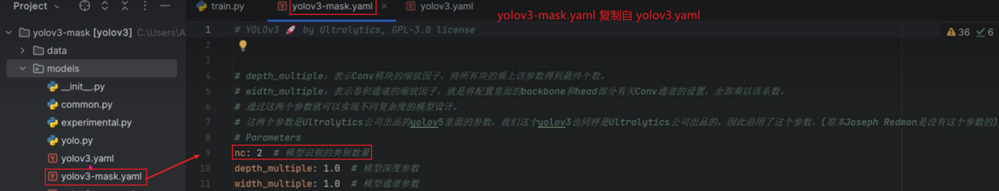 Project
train.py
yolov3-mask.yaml
yolov3.yaml
yolov3-mask.yaml 复制自 yolov3.yaml
yolov3-mask [yolov3] C:\Users\A
data
models
__init__.py
common.py
experimental.py
yolo.py
yolov3.yaml
yolov3-mask.yaml
36 6
1 # YOLOv3 🚀 by Ultralytics, GPL-3.0 license
2
3
4 # depth_multiple：表示Conv模块的缩放因子，将所有块的乘上该参数得到最终个数。
5 # width_multiple：表示卷积通道的缩放因子，就是将配置里面的backbone和head部分有关Conv通道的设置，全部乘以该系数。
6 # 通过这两个参数就可以实现不同复杂度的模型设计。
7 # 这两个参数是Ultralytics公司出品的yolov5里面的参数，我们这个yolov3也同样是Ultralytics公司出品的，因此沿用了这个参数。(原本Joseph Redmon是没有这个参数的)
8 # Parameters
9 nc: 2 # 模型识别的类别数量
10 depth_multiple: 1.0 # 模型深度参数
11 width_multiple: 1.0 # 模型通道参数